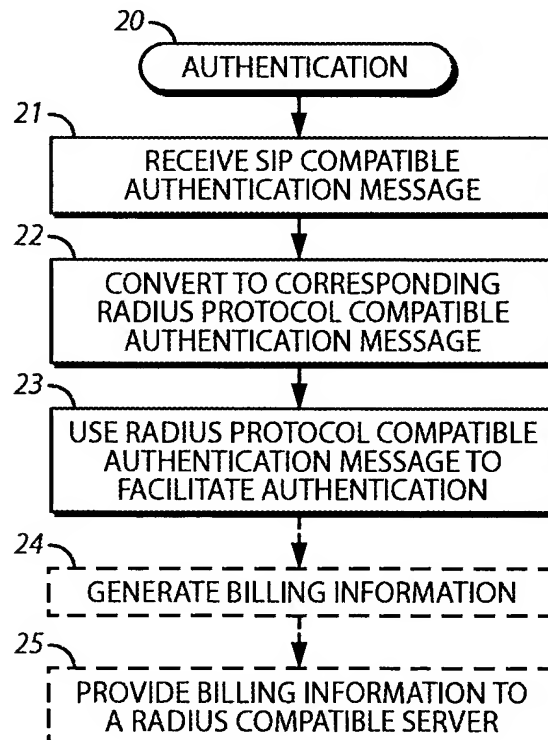 20
AUTHENTICATION
21
RECEIVE SIP COMPATIBLE
AUTHENTICATION MESSAGE
22
CONVERT TO CORRESPONDING
RADIUS PROTOCOL COMPATIBLE
AUTHENTICATION MESSAGE
23
USE RADIUS PROTOCOL COMPATIBLE
AUTHENTICATION MESSAGE TO
FACILITATE AUTHENTICATION
24
GENERATE BILLING INFORMATION
25
PROVIDE BILLING INFORMATION TO
A RADIUS COMPATIBLE SERVER